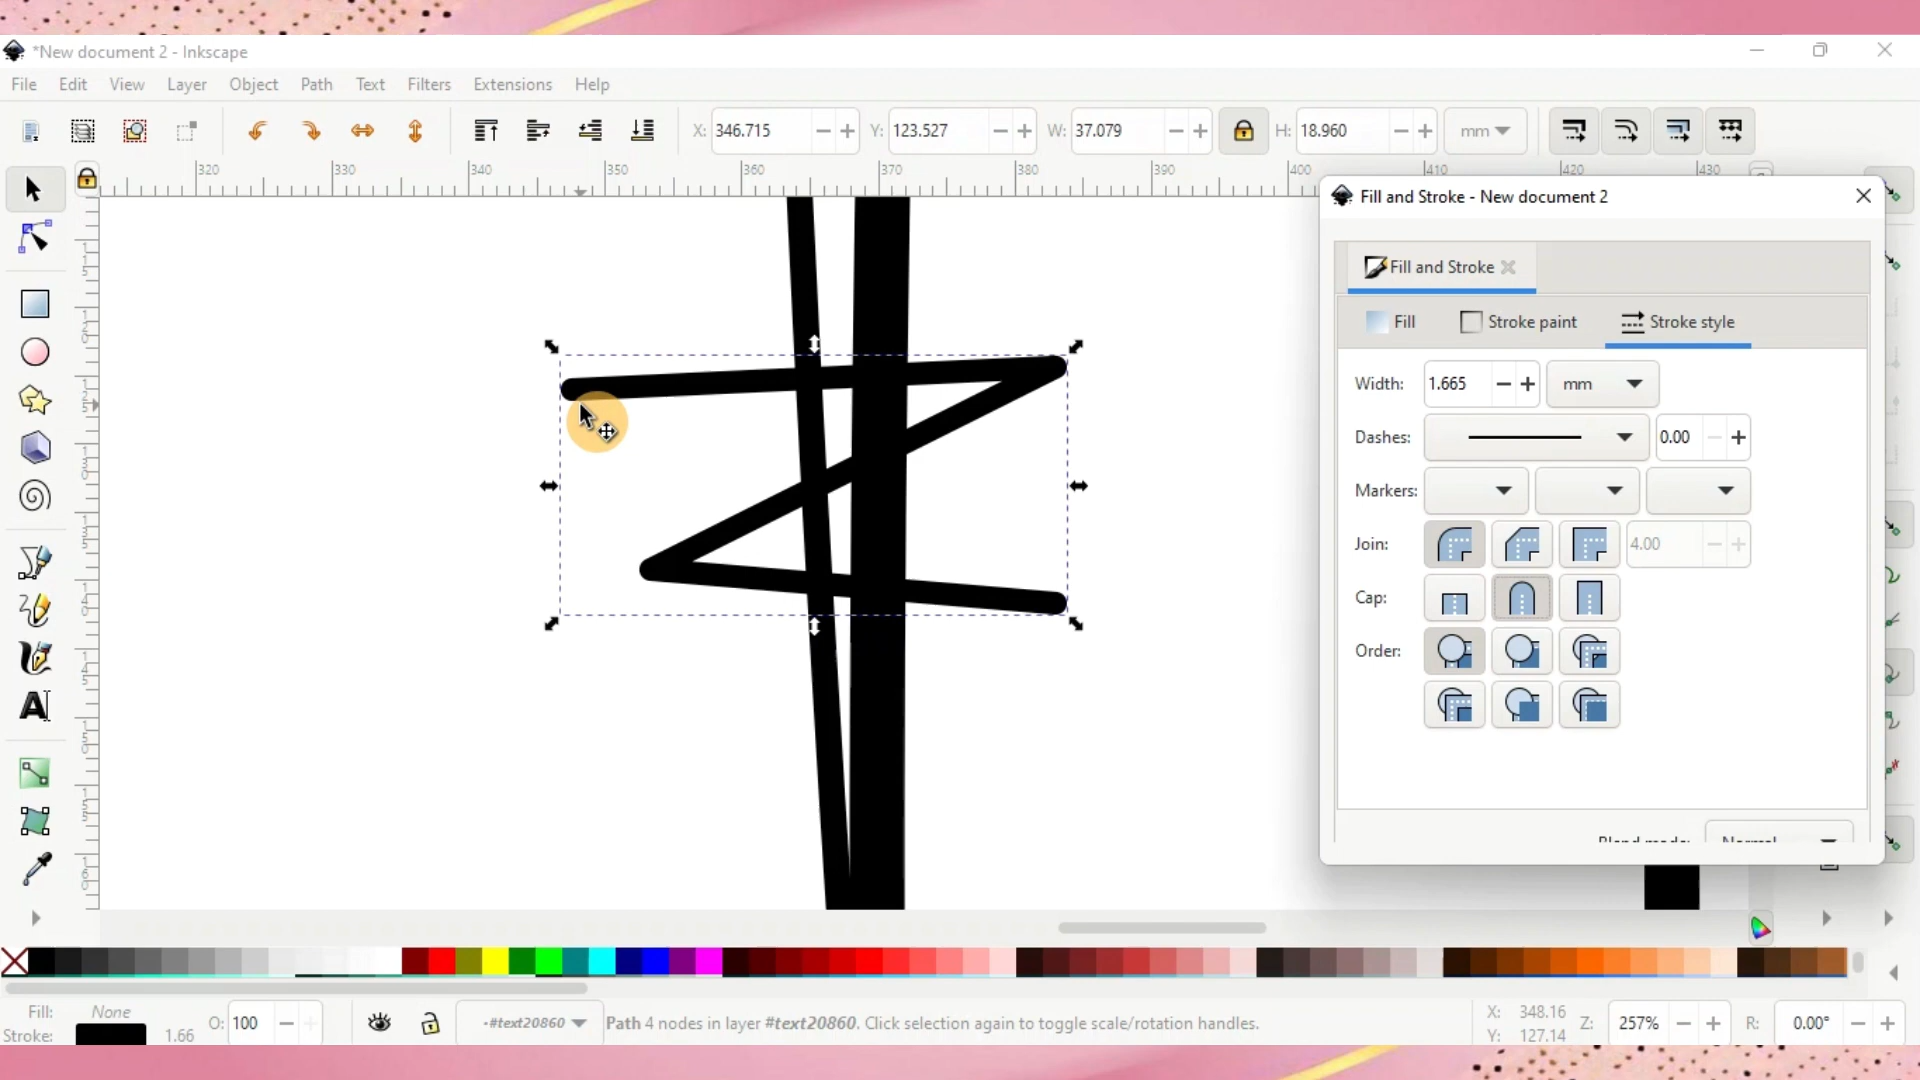 *New document 2 - Inkscape
File Edit View Layer Object Path Text Filters Extensions Help
X: 346.715 Y: 123.527 W: 37.079 H: 18.960 mm
320 330 340 350 360 370 380 390 400 410 420 430
Fill and Stroke - New document 2
Fill and Stroke
Fill Stroke paint Stroke style
Width: 1.665 mm
Dashes: 0.00
Markers:
Join: 4.00
Cap:
Order:
Blend mode: Normal
Fill: None
Stroke: 1.66
O: 100
-#text20860
Path 4 nodes in layer #text20860. Click selection again to toggle scale/rotation handles.
X: 348.16
Y: 127.14
Z: 257%
R: 0.00°